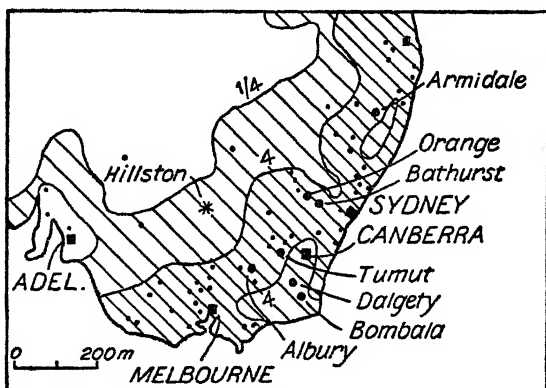 Armidale
1/4
Orange
4
Bathurst
Hillston
SYDNEY
CANBERRA
ADEL.
Tumut
4
Dalgety
Bombala
0 200m
Albury
MELBOURNE